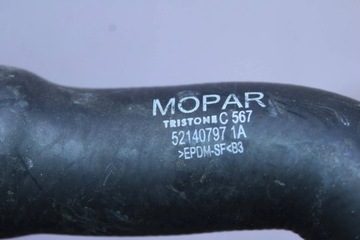 MOPAR
TRISTONE C 567
52140797 1A
>EPDM-SF<B3